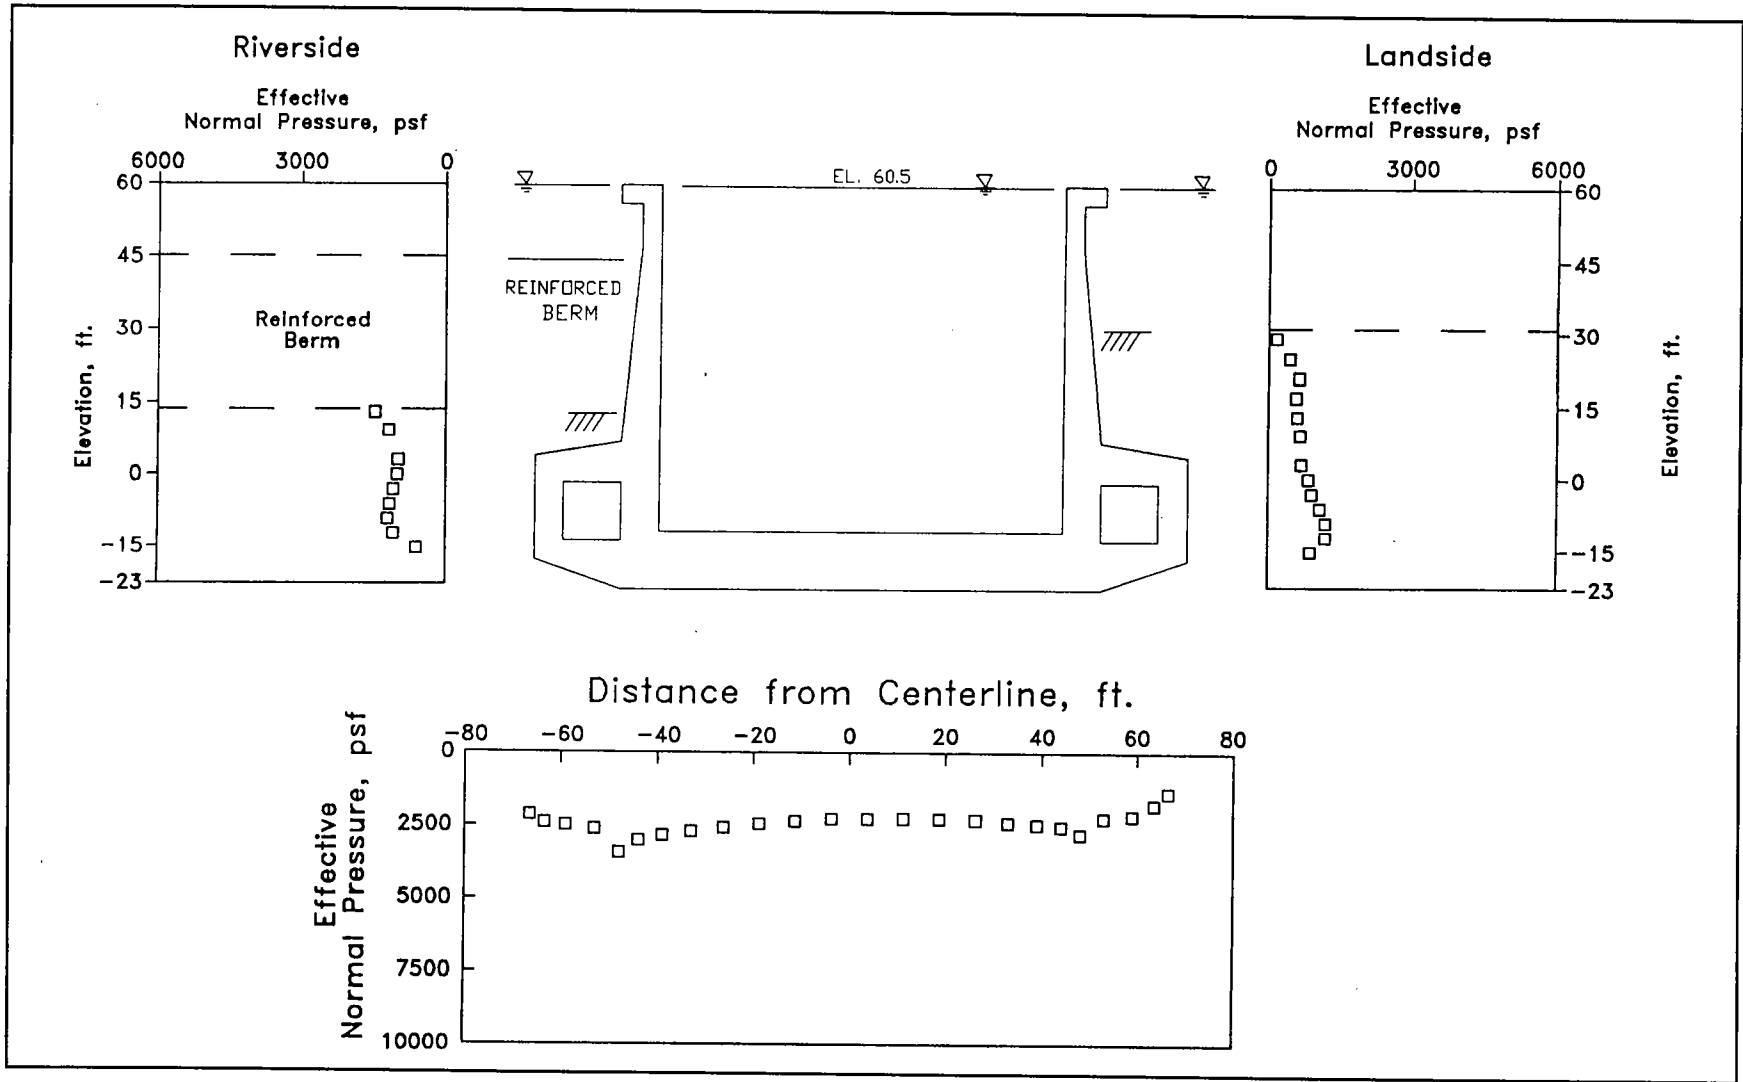 Riverside
Effective
Normal Pressure, psf
6000 3000 0
60
45
30
15
0
-15
-23
Elevation, ft.
Reinforced
Berm
EL. 60.5
REINFORCED
BERM
Landside
Effective
Normal Pressure, psf
0 3000 6000
60
45
30
15
0
-15
-23
Elevation, ft.
Distance from Centerline, ft.
-80 -60 -40 -20 0 20 40 60 80
0
2500
5000
7500
10000
Effective
Normal Pressure, psf